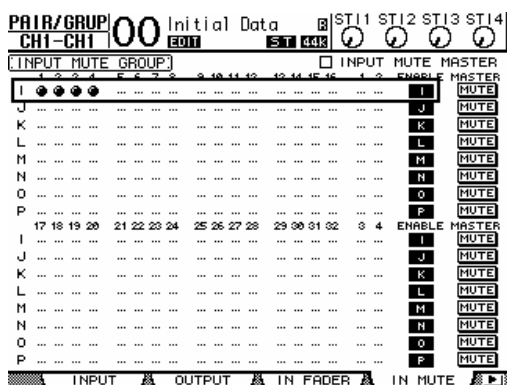 PAIR/GRUP 00 Initial Data B STI1 STI2 STI3 STI4
CH1-CH1 EDIT ST 44k
INPUT MUTE GROUP INPUT MUTE MASTER
1 2 3 4 5 6 7 8 9 10 11 12 13 14 15 16 1 2 ENABLE MASTER
I I MUTE
J J MUTE
K K MUTE
L L MUTE
M M MUTE
N N MUTE
O O MUTE
P P MUTE
17 18 19 20 21 22 23 24 25 26 27 28 29 30 31 32 3 4 ENABLE MASTER
I I MUTE
J J MUTE
K K MUTE
L L MUTE
M M MUTE
N N MUTE
O O MUTE
P P MUTE
INPUT OUTPUT IN FADER IN MUTE